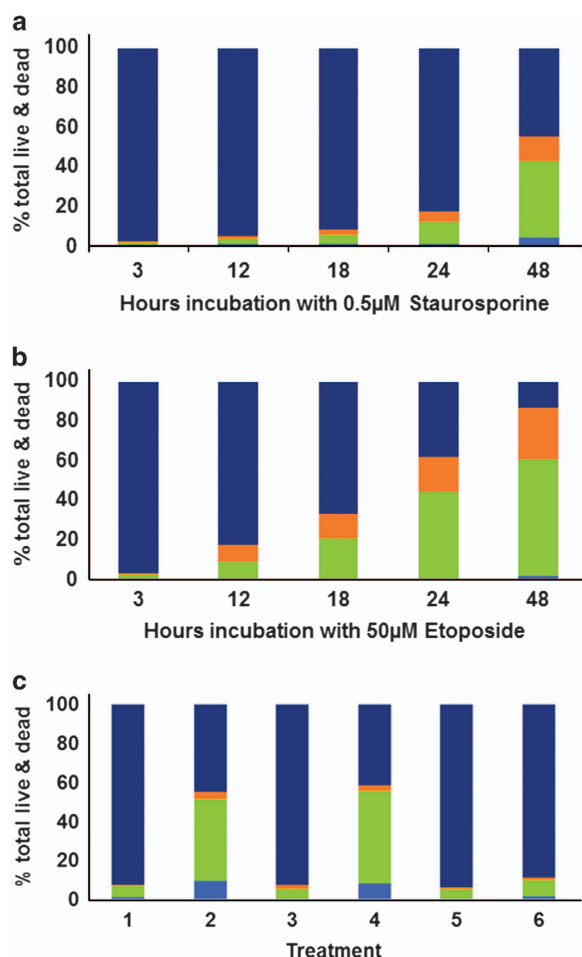 a
100
80
60
40
20
0
% total live & dead
3 12 18 24 48
Hours incubation with 0.5µM Staurosporine
b
100
80
60
40
20
0
% total live & dead
3 12 18 24 48
Hours incubation with 50µM Etoposide
c
100
80
60
40
20
0
% total live & dead
1 2 3 4 5 6
Treatment